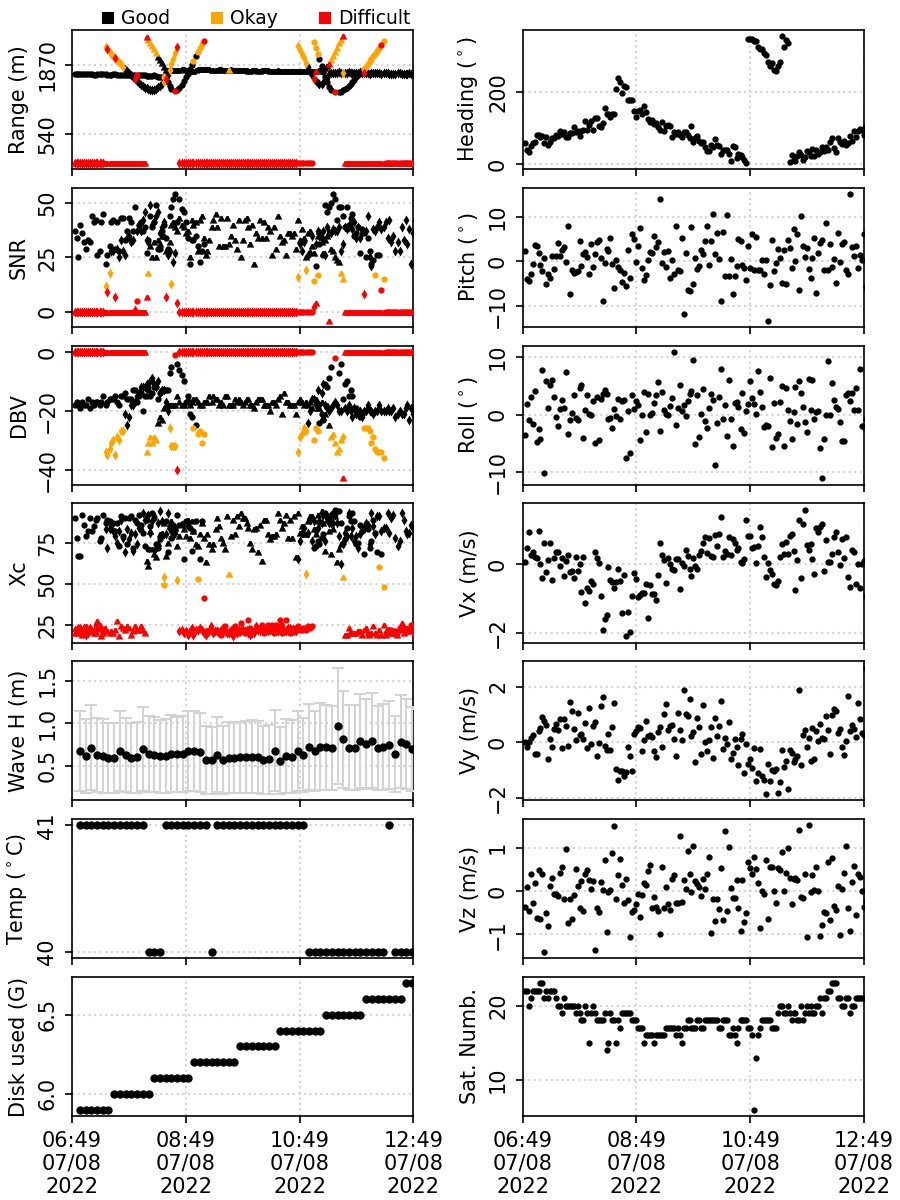 Good Okay Difficult
Range (m)
1870
540
Heading (°)
200
0
SNR
50
25
0
Pitch (°)
10
0
−10
DBV
0
−20
−40
Roll (°)
10
0
−10
Xc
75
50
25
Vx (m/s)
0
−2
Wave H (m)
1.5
1.0
0.5
Vy (m/s)
2
0
−2
Temp (°C)
41
40
Vz (m/s)
1
0
−1
Disk used (G)
6.5
6.0
Sat. Numb.
20
10
06:49 08:49 10:49 12:49 06:49 08:49 10:49 12:49
07/08 07/08 07/08 07/08 07/08 07/08 07/08 07/08
2022 2022 2022 2022 2022 2022 2022 2022